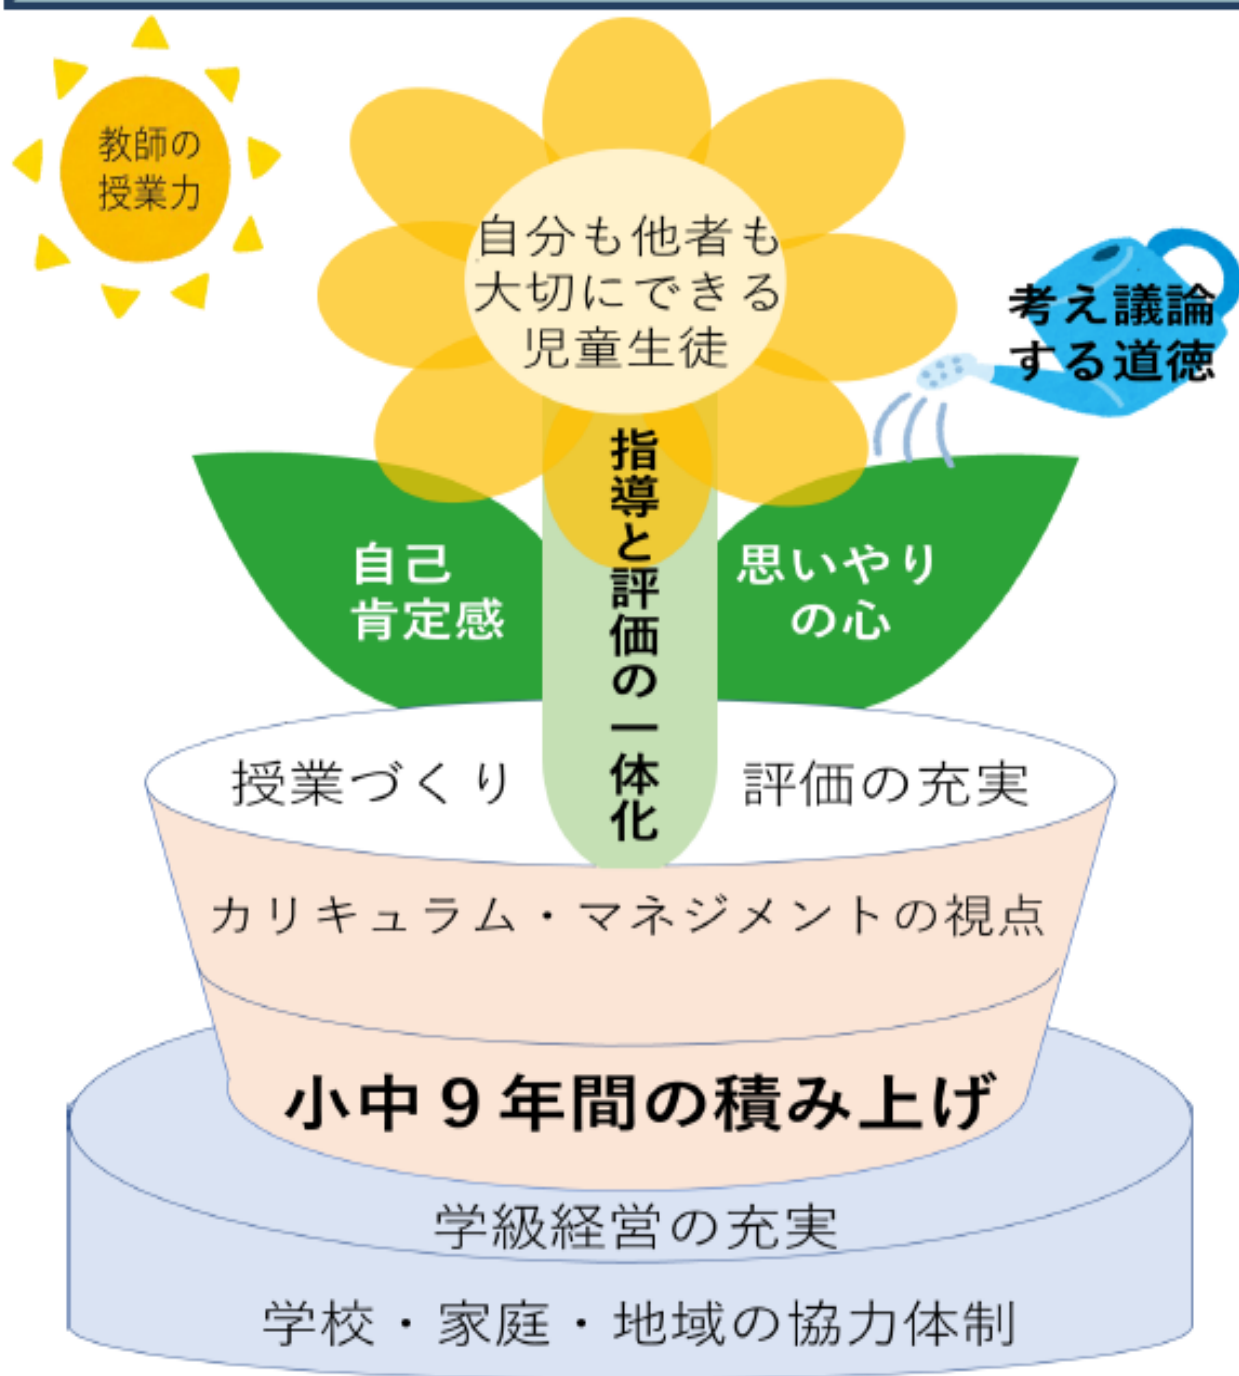 教師の
授業力
自分も他者も
大切にできる
児童生徒
考え議論
する道徳
指導と評価の一体化
自己
肯定感
思いやり
の心
授業づくり
評価の充実
カリキュラム・マネジメントの視点
小中９年間の積み上げ
学級経営の充実
学校・家庭・地域の協力体制